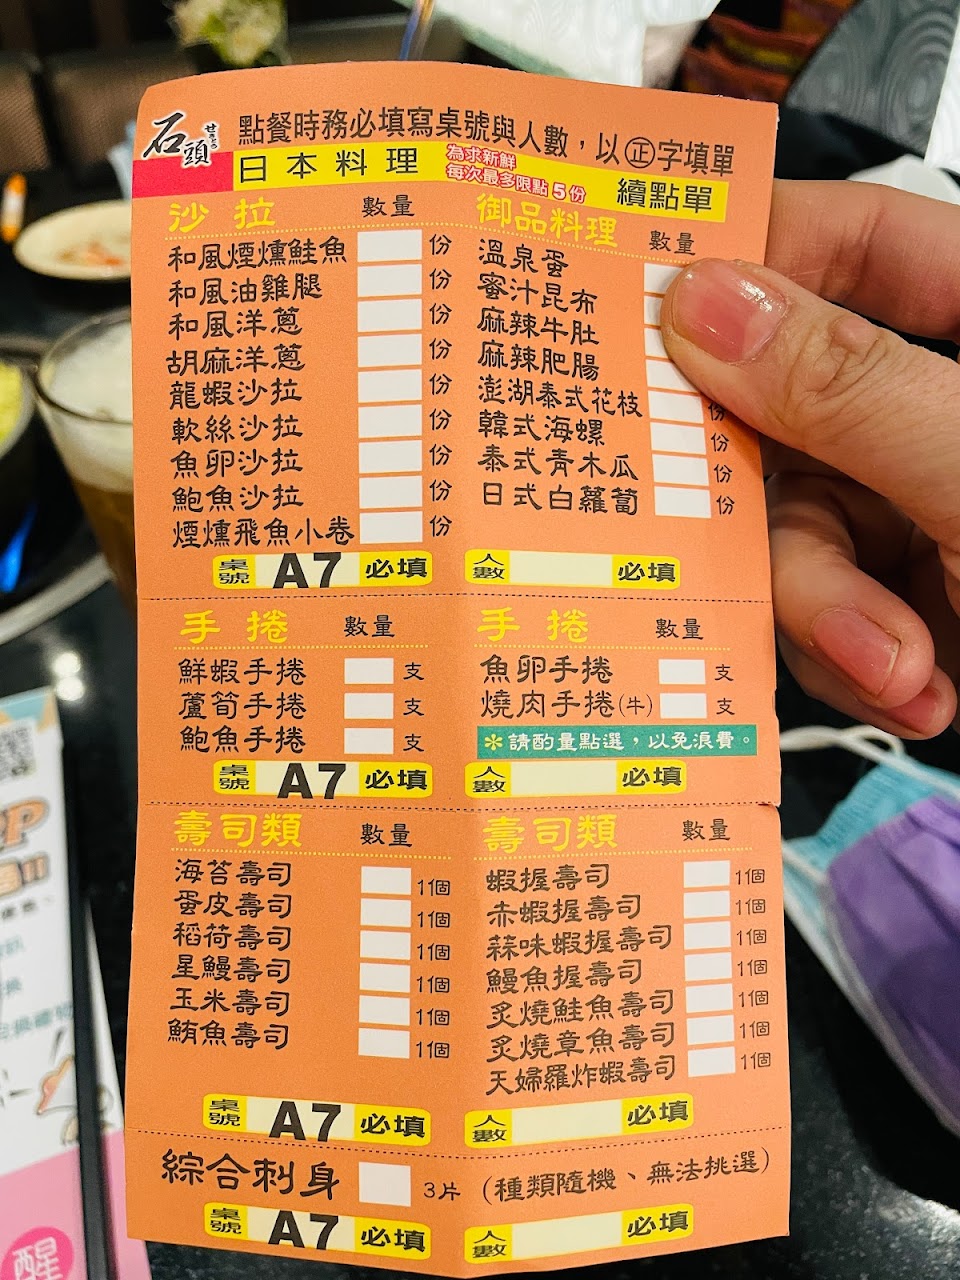 石頭
點餐時務必填寫桌號與人數，以㊣字填單
日本料理
為求新鮮
每次最多限點5份
續點單
沙拉 數量
和風煙燻鮭魚 份
和風油雞腿 份
和風洋蔥 份
胡麻洋蔥 份
龍蝦沙拉 份
軟絲沙拉 份
魚卵沙拉 份
鮑魚沙拉 份
煙燻飛魚小卷 份
御品料理 數量
溫泉蛋
蜜汁昆布
麻辣牛肚
麻辣肥腸
澎湖泰式花枝 份
韓式海螺 份
泰式青木瓜 份
日式白蘿蔔 份
桌號 A7 必填
人數 必填
手捲 數量
鮮蝦手捲 支
蘆筍手捲 支
鮑魚手捲 支
手捲 數量
魚卵手捲 支
燒肉手捲(牛) 支
✻請酌量點選，以免浪費。
桌號 A7 必填
人數 必填
壽司類 數量
海苔壽司 1個
蛋皮壽司 1個
稻荷壽司 1個
星鰻壽司 1個
玉米壽司 1個
鮪魚壽司 1個
壽司類 數量
蝦握壽司 1個
赤蝦握壽司 1個
蒜味蝦握壽司 1個
鰻魚握壽司 1個
炙燒鮭魚壽司 1個
炙燒章魚壽司 1個
天婦羅炸蝦壽司 1個
桌號 A7 必填
人數 必填
綜合刺身 3片 (種類隨機、無法挑選)
桌號 A7 必填
人數 必填
醒